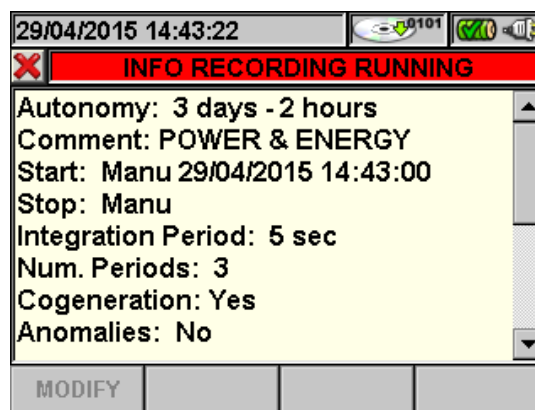 29/04/2015 14:43:22 0101
INFO RECORDING RUNNING
Autonomy: 3 days - 2 hours
Comment: POWER & ENERGY
Start: Manu 29/04/2015 14:43:00
Stop: Manu
Integration Period: 5 sec
Num. Periods: 3
Cogeneration: Yes
Anomalies: No
MODIFY